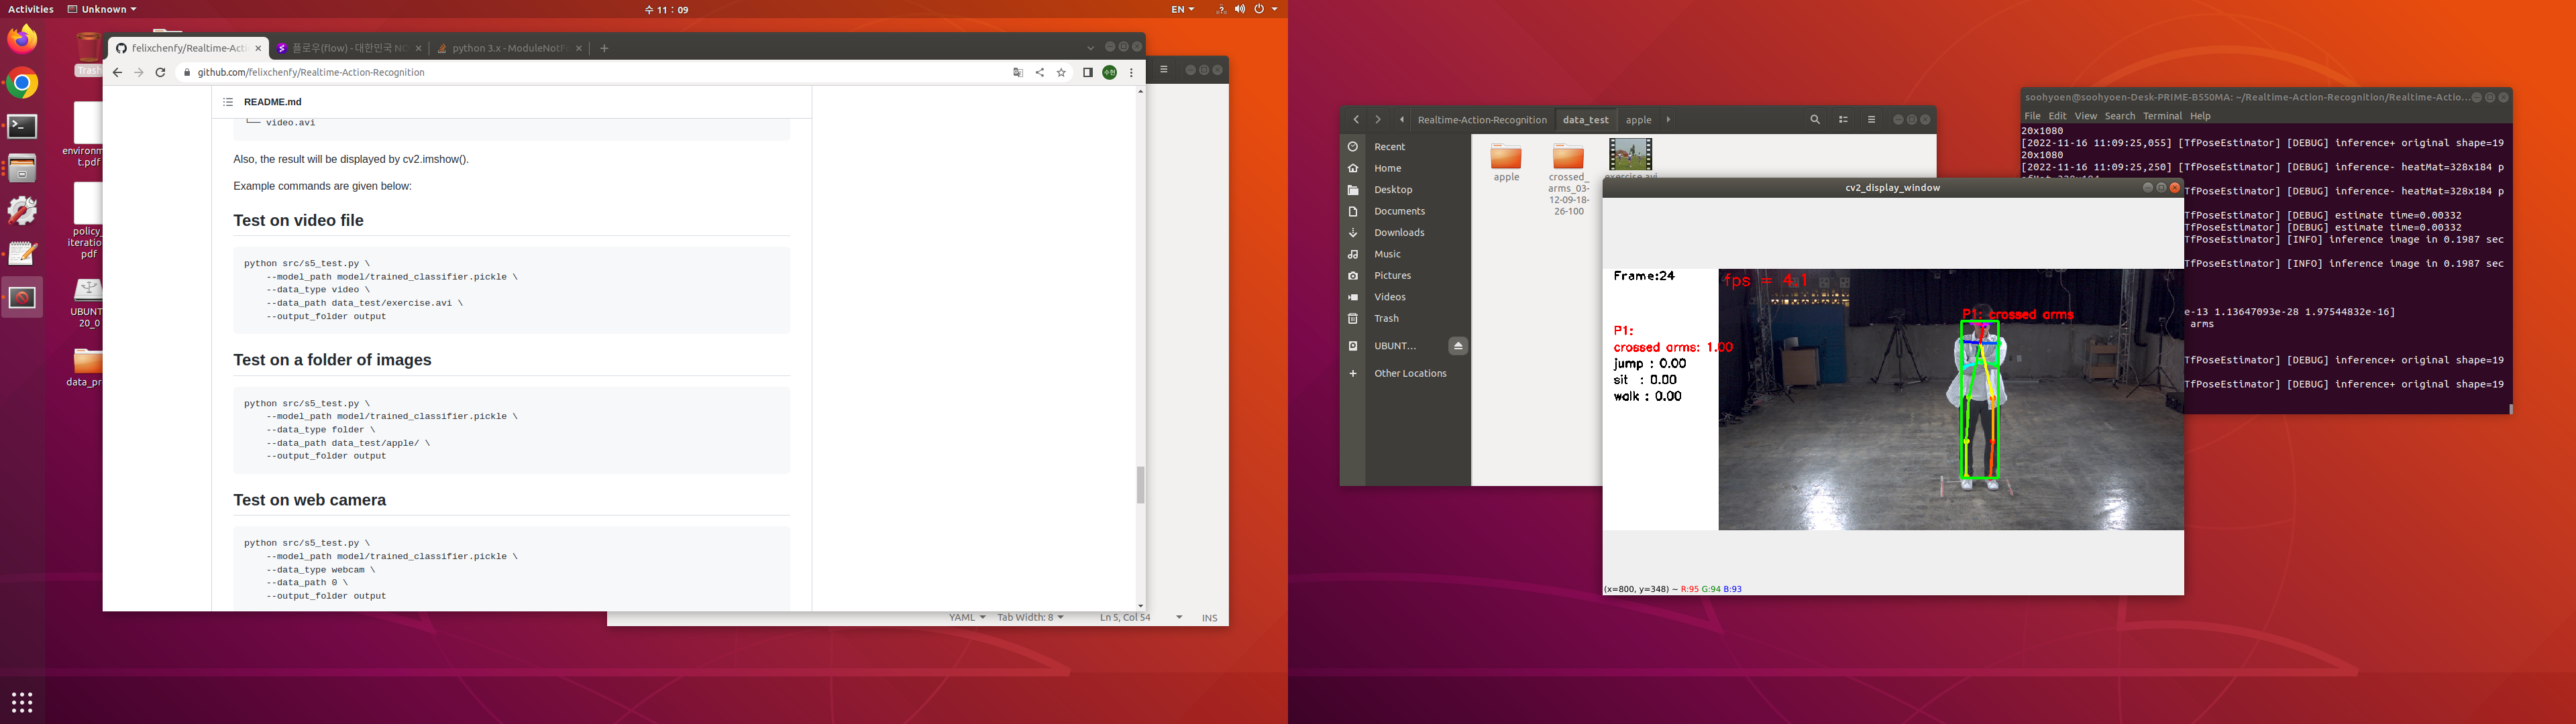 Activities
Unknown
수 11 : 09
EN
Trash
environm
t.pdf
policy_
iteratio
pdf
UBUNT
20_0
data_pr
felixchenfy/Realtime-Acti
플로우(flow) - 대한민국 N
python 3.x - ModuleNotF
github.com/felixchenfy/Realtime-Action-Recognition
수현
README.md
└── video.avi
Also, the result will be displayed by cv2.imshow().
Example commands are given below:
Test on video file
python src/s5_test.py \
--model_path model/trained_classifier.pickle \
--data_type video \
--data_path data_test/exercise.avi \
--output_folder output
Test on a folder of images
python src/s5_test.py \
--model_path model/trained_classifier.pickle \
--data_type folder \
--data_path data_test/apple/ \
--output_folder output
Test on web camera
python src/s5_test.py \
--model_path model/trained_classifier.pickle \
--data_type webcam \
--data_path 0 \
--output_folder output
YAML
Tab Width: 8
Ln 5, Col 54
INS
Realtime-Action-Recognition
data_test
apple
Recent
Home
Desktop
Documents
Downloads
Music
Pictures
Videos
Trash
UBUNT…
Other Locations
apple
crossed_
arms_03-
12-09-18-
26-100
exercise.avi
soohyoen@soohyoen-Desk-PRIME-B550MA: ~/Realtime-Action-Recognition/Realtime-Actio...
File Edit View Search Terminal Help
20x1080
[2022-11-16 11:09:25,055] [TfPoseEstimator] [DEBUG] inference+ original shape=19
20x1080
[2022-11-16 11:09:25,250] [TfPoseEstimator] [DEBUG] inference- heatMat=328x184 p
TfPoseEstimator] [DEBUG] inference- heatMat=328x184 p
TfPoseEstimator] [DEBUG] estimate time=0.00332
TfPoseEstimator] [DEBUG] estimate time=0.00332
TfPoseEstimator] [INFO] inference image in 0.1987 sec
TfPoseEstimator] [INFO] inference image in 0.1987 sec
e-13 1.13647093e-28 1.97544832e-16]
arms
TfPoseEstimator] [DEBUG] inference+ original shape=19
TfPoseEstimator] [DEBUG] inference+ original shape=19
cv2_display_window
Frame:24
fps = 4.1
P1: crossed arms
P1:
crossed arms: 1.00
jump : 0.00
sit : 0.00
walk : 0.00
(x=800, y=348) ~ R:95 G:94 B:93